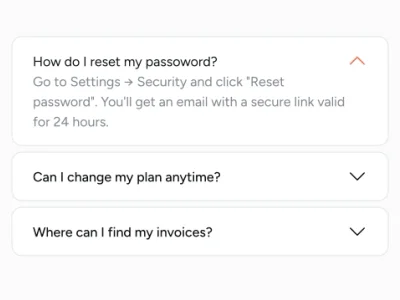 How do I reset my passoword?
Go to Settings → Security and click "Reset
password". You'll get an email with a secure link valid
for 24 hours.
Can I change my plan anytime?
Where can I find my invoices?